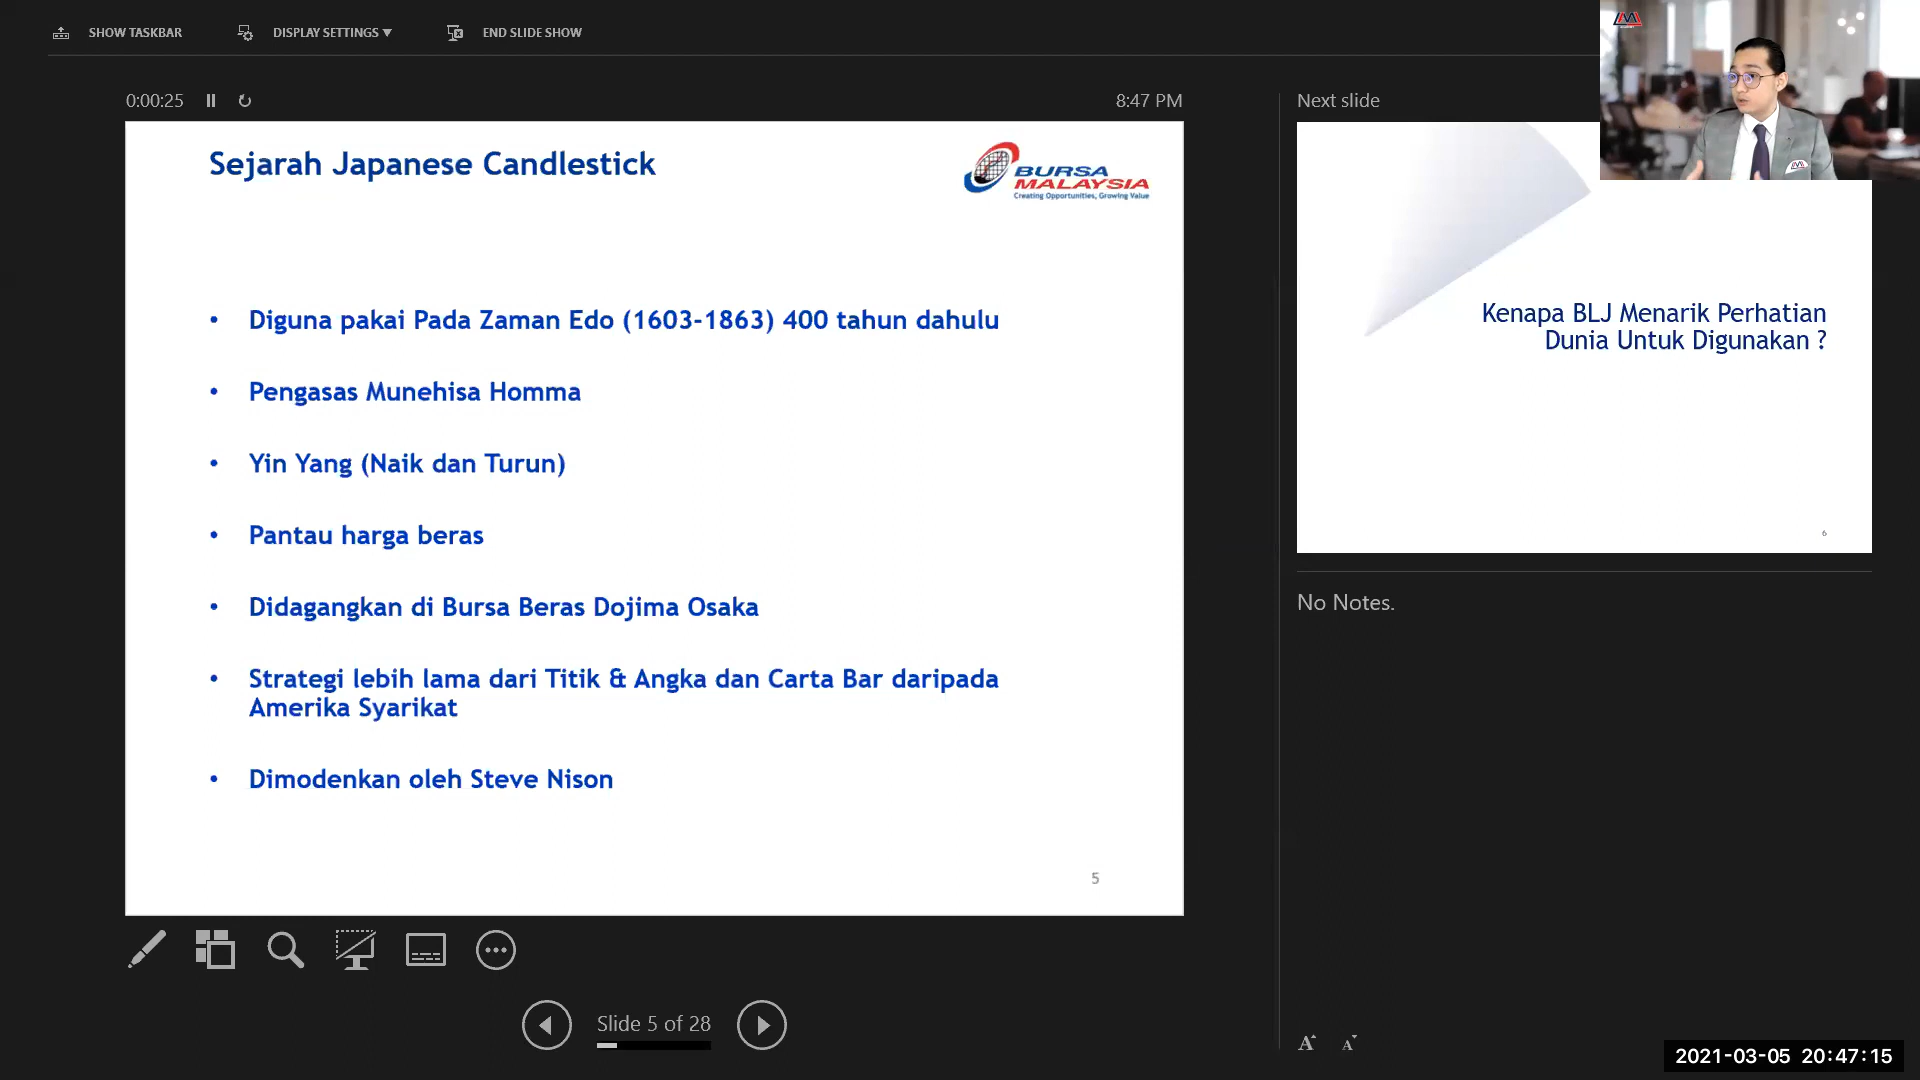 SHOW TASKBAR
DISPLAY SETTINGS ▼
END SLIDE SHOW
0:00:25
8:47 PM
Next slide
Sejarah Japanese Candlestick
BURSA
MALAYSIA
Creating Opportunities, Growing Value
• Diguna pakai Pada Zaman Edo (1603-1863) 400 tahun dahulu
• Pengasas Munehisa Homma
• Yin Yang (Naik dan Turun)
• Pantau harga beras
• Didagangkan di Bursa Beras Dojima Osaka
• Strategi lebih lama dari Titik & Angka dan Carta Bar daripada
Amerika Syarikat
• Dimodenkan oleh Steve Nison
5
Kenapa BLJ Menarik Perhatian
Dunia Untuk Digunakan ?
6
No Notes.
Slide 5 of 28
A A
2021-03-05 20:47:15